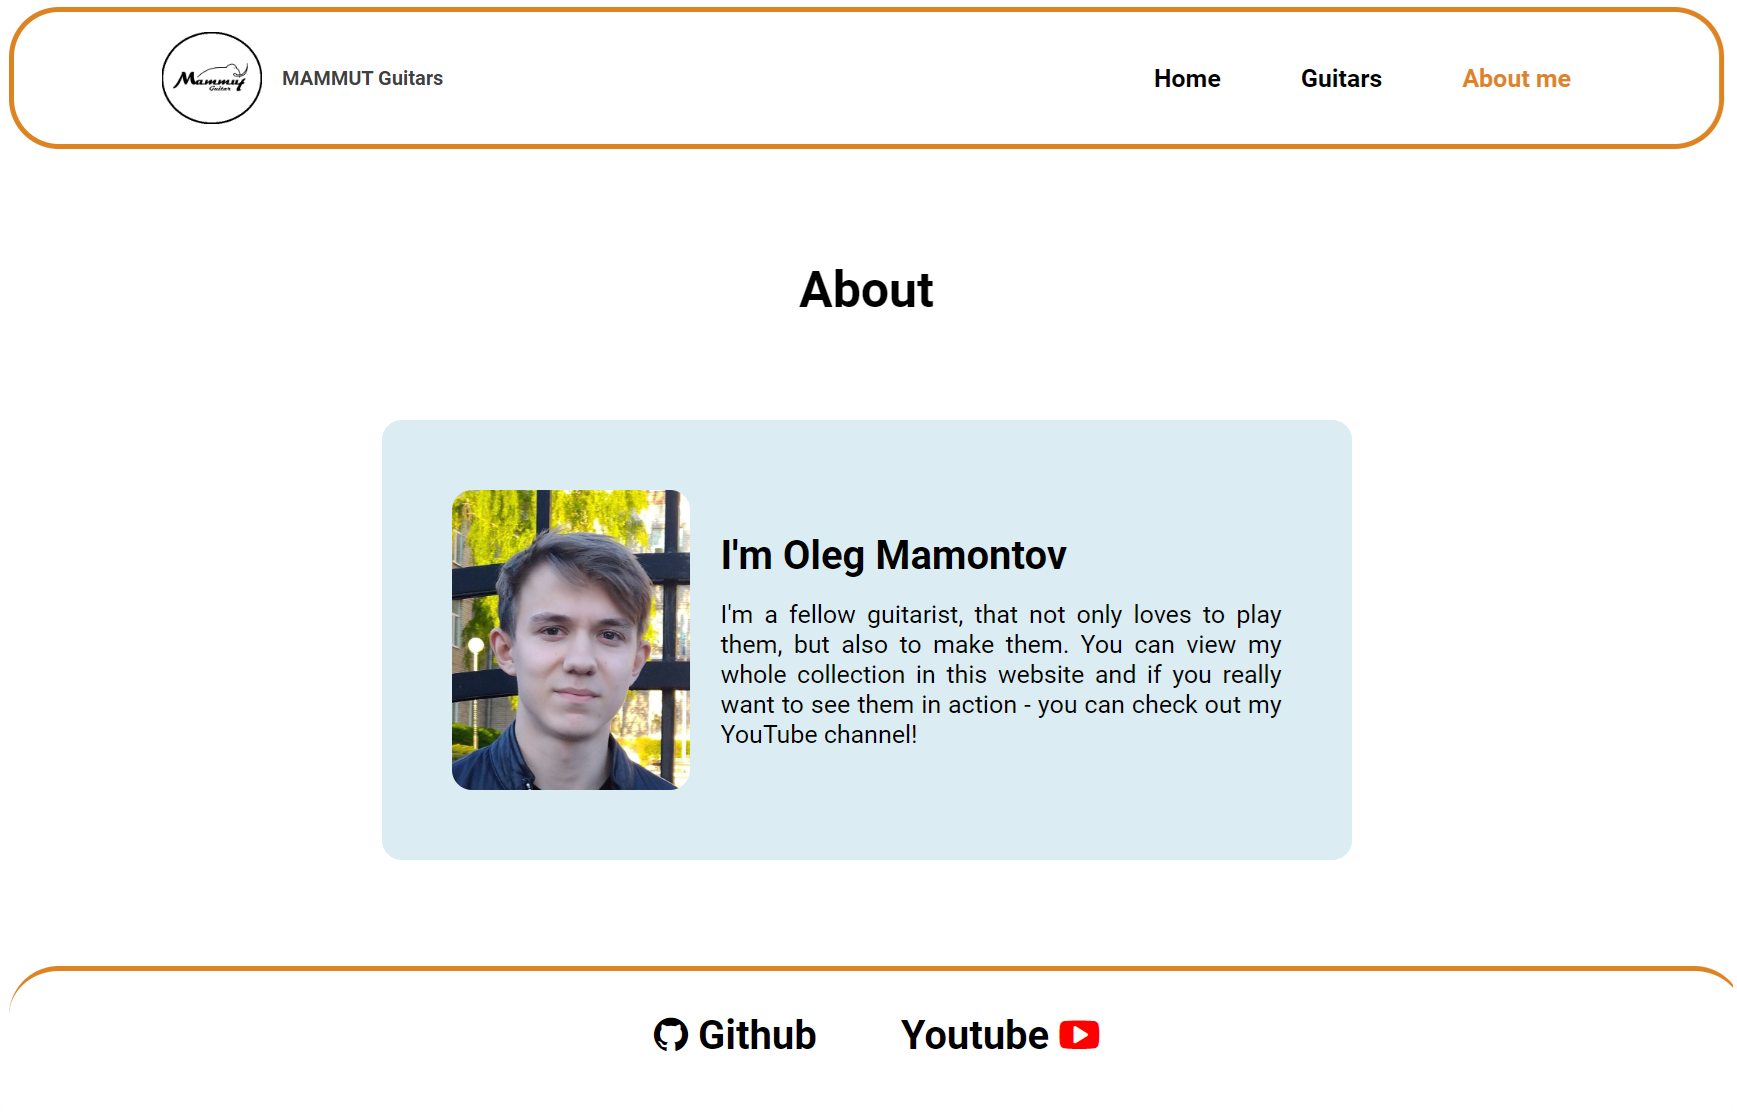 Mammut
Guitar
MAMMUT Guitars
Home
Guitars
About me
About
I'm Oleg Mamontov
I'm a fellow guitarist, that not only loves to play
them, but also to make them. You can view my
whole collection in this website and if you really
want to see them in action - you can check out my
YouTube channel!
Github
Youtube